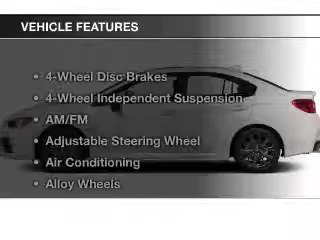 VEHICLE FEATURES
• 4-Wheel Disc Brakes
• 4-Wheel Independent Suspension
• AM/FM
• Adjustable Steering Wheel
• Air Conditioning
• Alloy Wheels